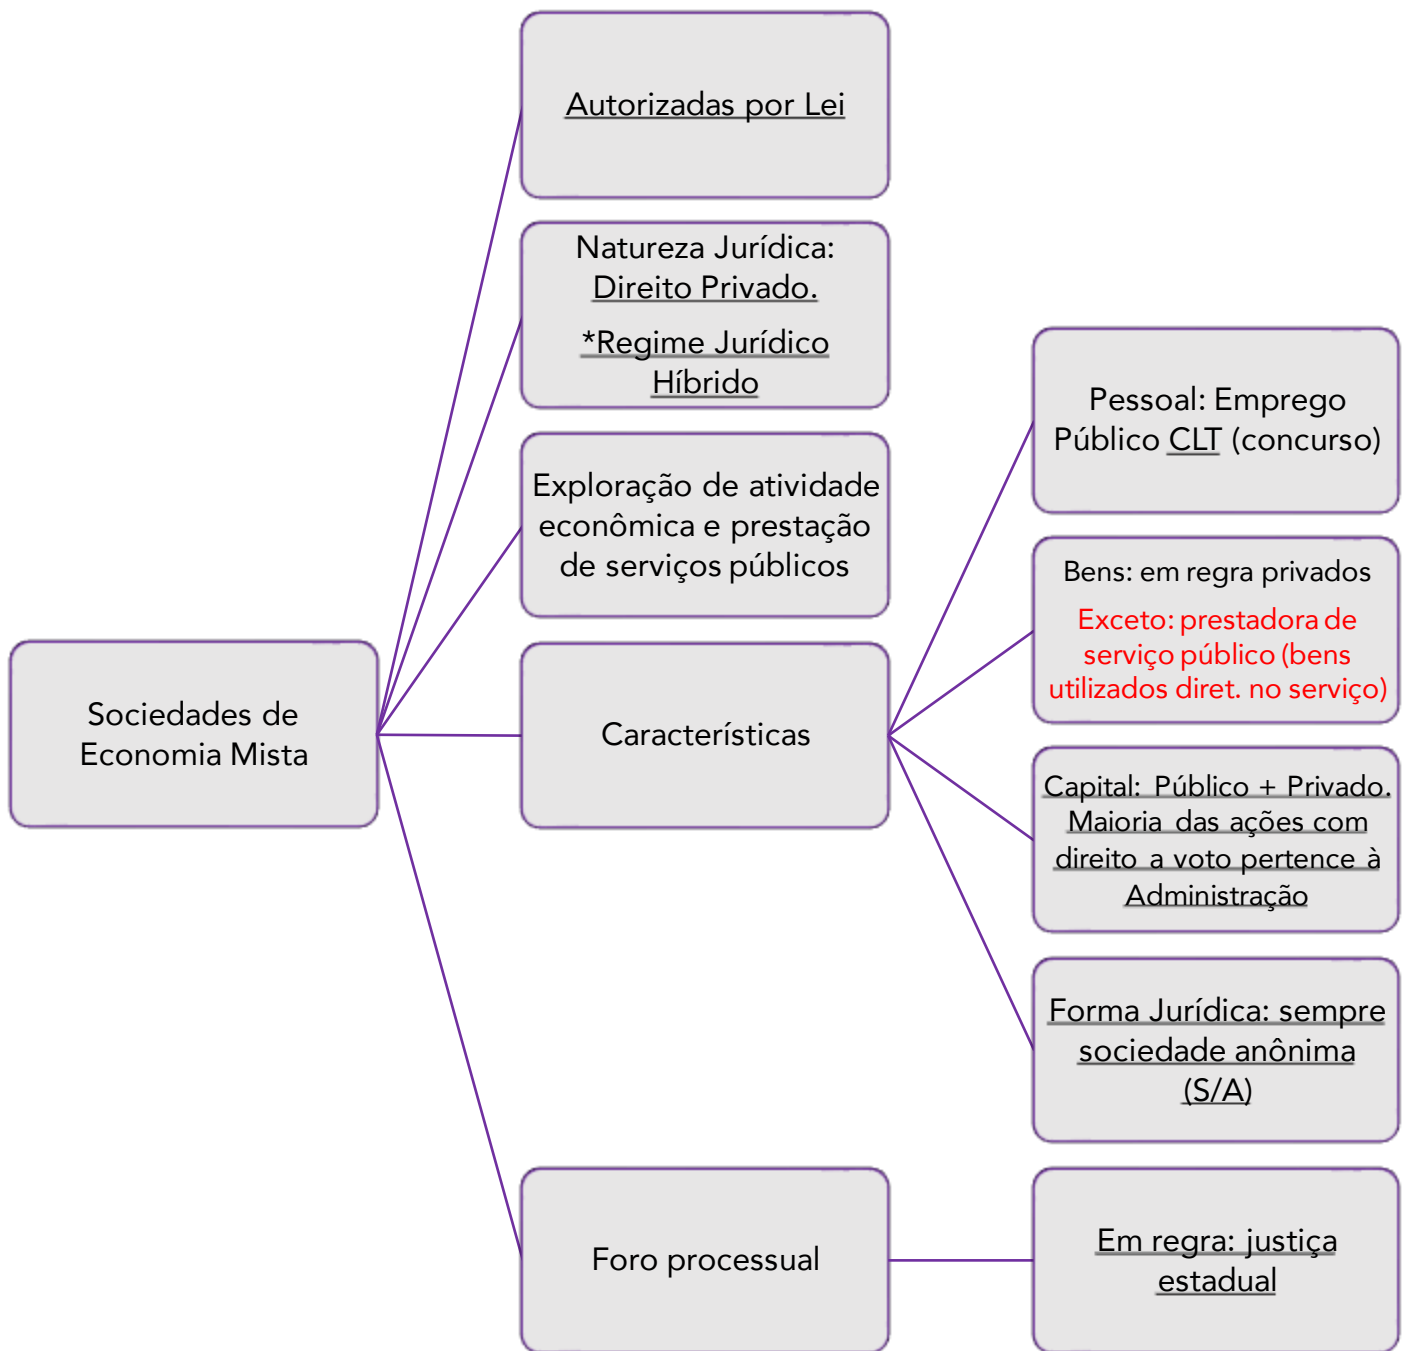 Sociedades de
Economia Mista
Autorizadas por Lei
Natureza Jurídica:
Direito Privado.
*Regime Jurídico
Híbrido
Exploração de atividade
econômica e prestação
de serviços públicos
Características
Pessoal: Emprego
Público CLT (concurso)
Bens: em regra privados
Exceto: prestadora de
serviço público (bens
utilizados diret. no serviço)
Capital: Público + Privado.
Maioria das ações com
direito a voto pertence à
Administração
Forma Jurídica: sempre
sociedade anônima
(S/A)
Foro processual
Em regra: justiça
estadual